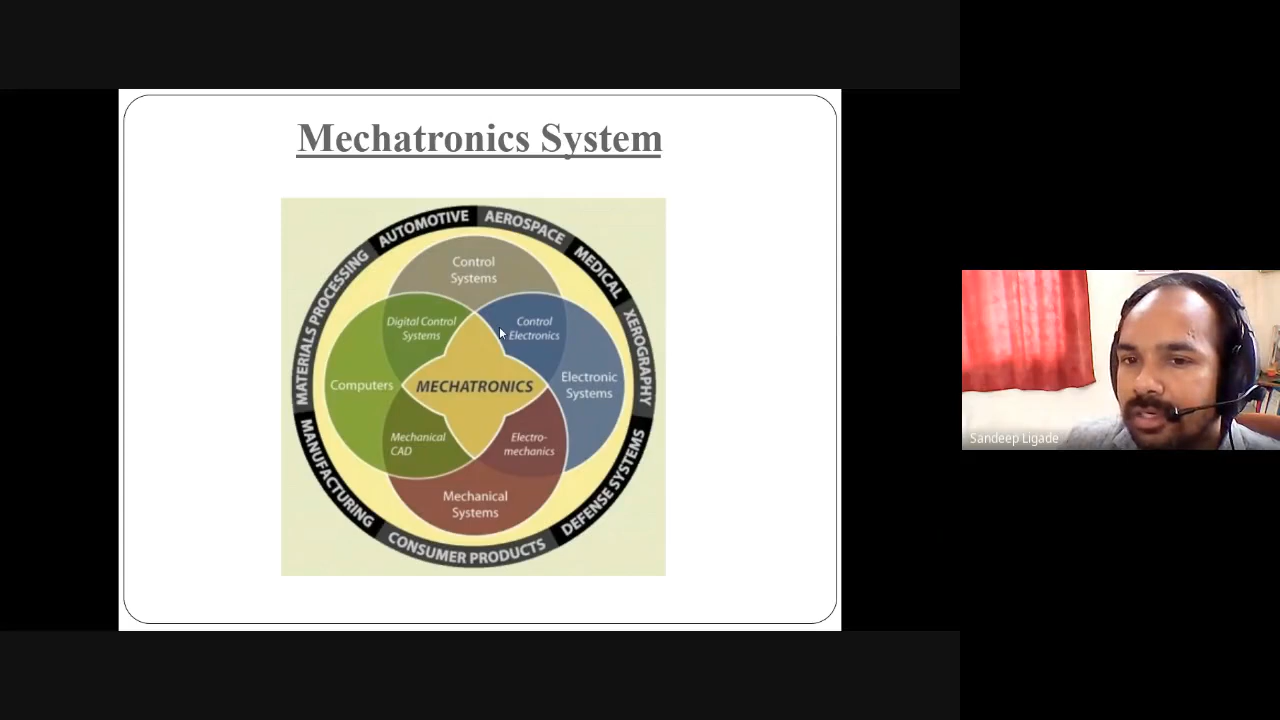 Mechatronics System
AUTOMOTIVE
AEROSPACE
MEDICAL
XEROGRAPHY
DEFENSE SYSTEMS
CONSUMER PRODUCTS
MANUFACTURING
MATERIALS PROCESSING
Control
Systems
Digital Control
Systems
Control
Electronics
Computers
MECHATRONICS
Electronic
Systems
Mechanical
CAD
Electro-
mechanics
Mechanical
Systems
Sandeep Ligade